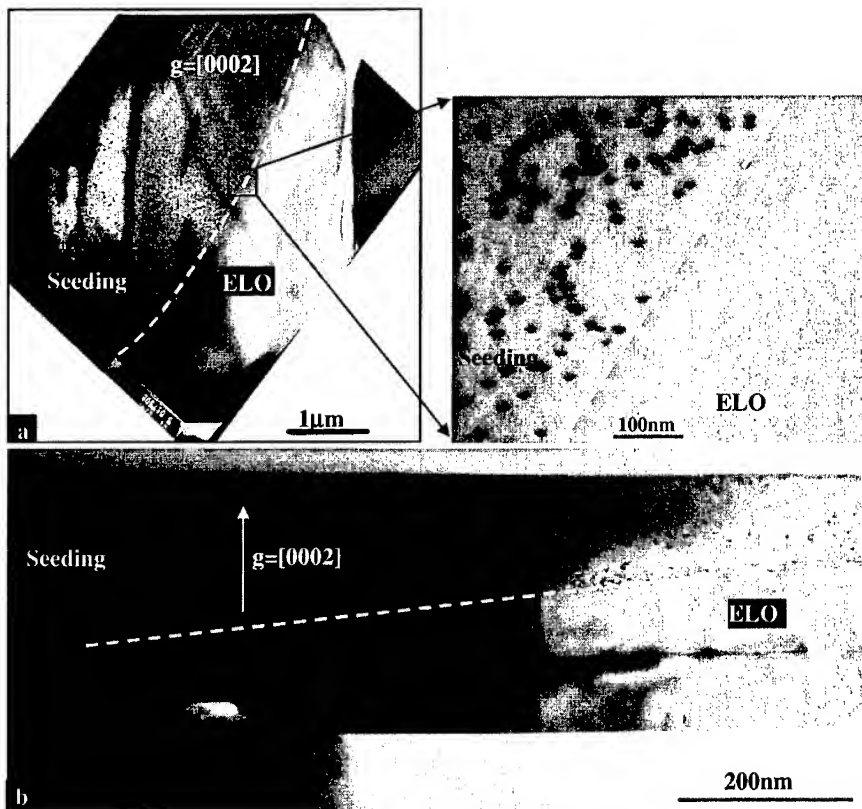 g=[0002]
Seeding
ELO
1μm
a
Seeding
ELO
100nm
Seeding
g=[0002]
ELO
b
200nm